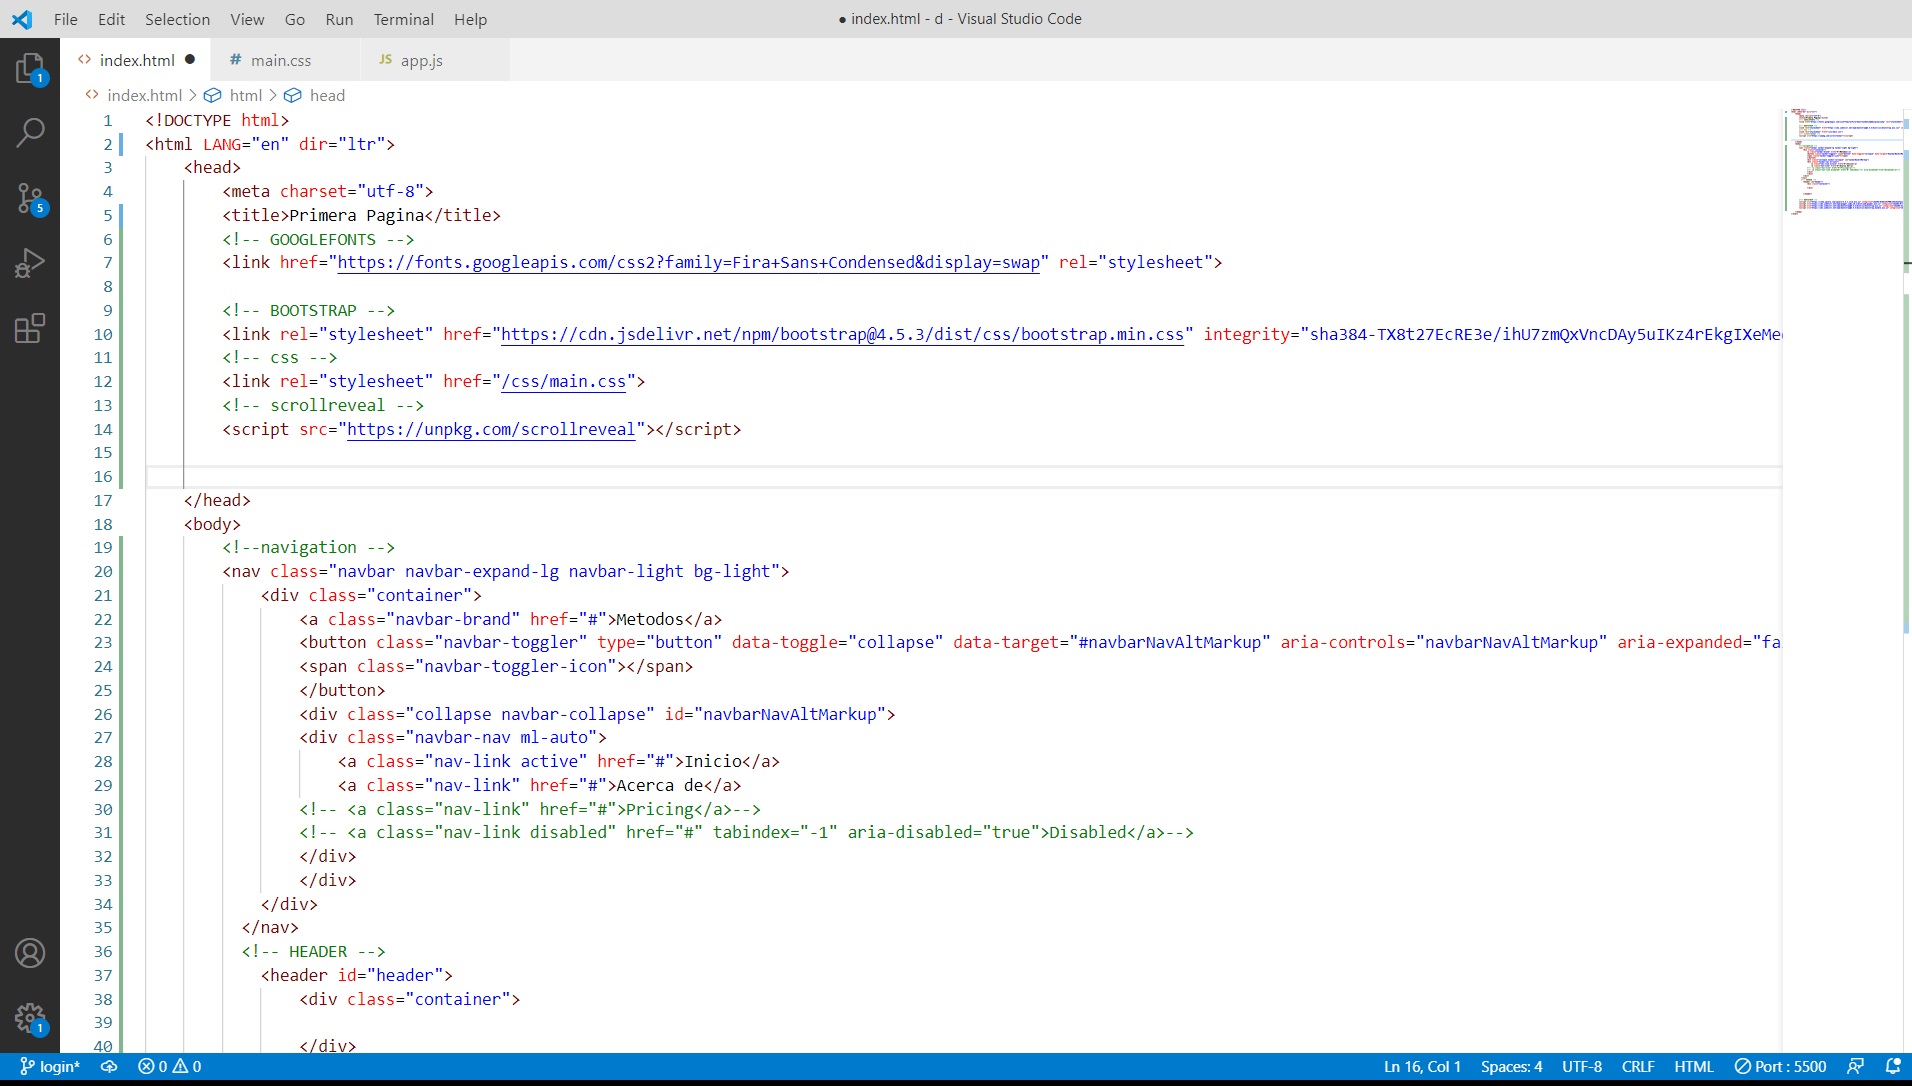 File Edit Selection View Go Run Terminal Help
● index.html - d - Visual Studio Code
index.html ●
# main.css
JS app.js
index.html > html > head
1 <!DOCTYPE html>
2 <html LANG="en" dir="ltr">
3 <head>
4 <meta charset="utf-8">
5 <title>Primera Pagina</title>
6 <!-- GOOGLEFONTS -->
7 <link href="https://fonts.googleapis.com/css2?family=Fira+Sans+Condensed&display=swap" rel="stylesheet">
8
9 <!-- BOOTSTRAP -->
10 <link rel="stylesheet" href="https://cdn.jsdelivr.net/npm/bootstrap@4.5.3/dist/css/bootstrap.min.css" integrity="sha384-TX8t27EcRE3e/ihU7zmQxVncDAy5uIKz4rEkgIXeMe
11 <!-- css -->
12 <link rel="stylesheet" href="/css/main.css">
13 <!-- scrollreveal -->
14 <script src="https://unpkg.com/scrollreveal"></script>
15
16
17 </head>
18 <body>
19 <!--navigation -->
20 <nav class="navbar navbar-expand-lg navbar-light bg-light">
21 <div class="container">
22 <a class="navbar-brand" href="#">Metodos</a>
23 <button class="navbar-toggler" type="button" data-toggle="collapse" data-target="#navbarNavAltMarkup" aria-controls="navbarNavAltMarkup" aria-expanded="fa
24 <span class="navbar-toggler-icon"></span>
25 </button>
26 <div class="collapse navbar-collapse" id="navbarNavAltMarkup">
27 <div class="navbar-nav ml-auto">
28 <a class="nav-link active" href="#">Inicio</a>
29 <a class="nav-link" href="#">Acerca de</a>
30 <!-- <a class="nav-link" href="#">Pricing</a>-->
31 <!-- <a class="nav-link disabled" href="#" tabindex="-1" aria-disabled="true">Disabled</a>-->
32 </div>
33 </div>
34 </div>
35 </nav>
36 <!-- HEADER -->
37 <header id="header">
38 <div class="container">
39
40 </div>
1
5
1
login* 0 0
Ln 16, Col 1 Spaces: 4 UTF-8 CRLF HTML Port : 5500